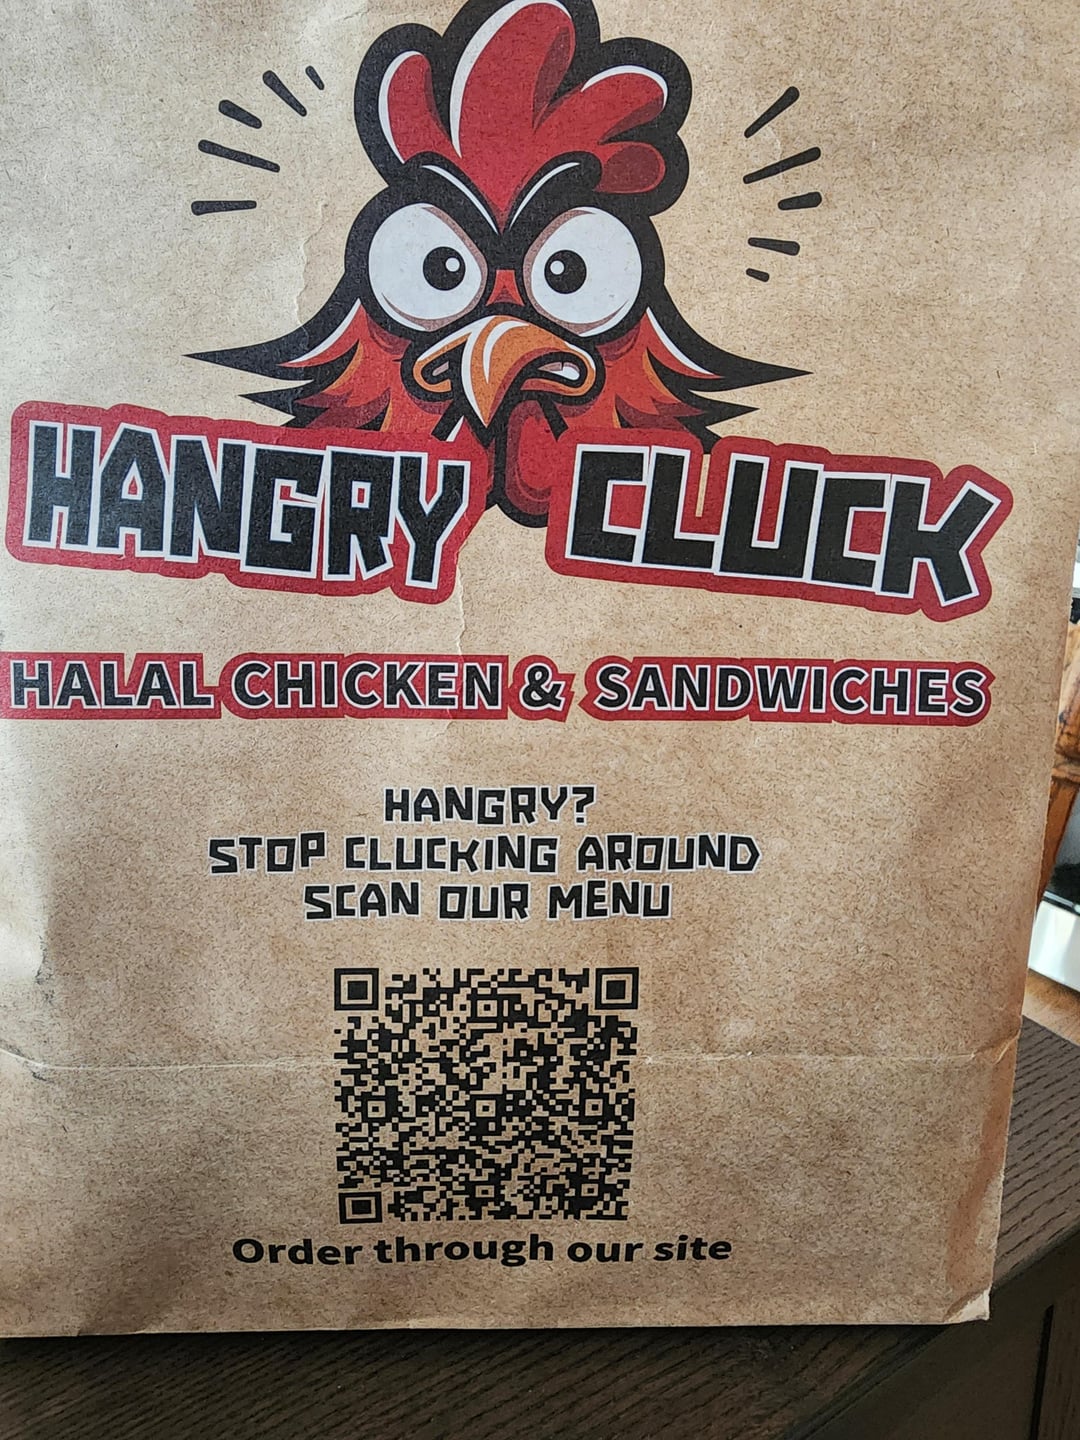 HANGRY CLUCK
HALAL CHICKEN & SANDWICHES
HANGRY?
STOP CLUCKING AROUND
SCAN OUR MENU
Order through our site